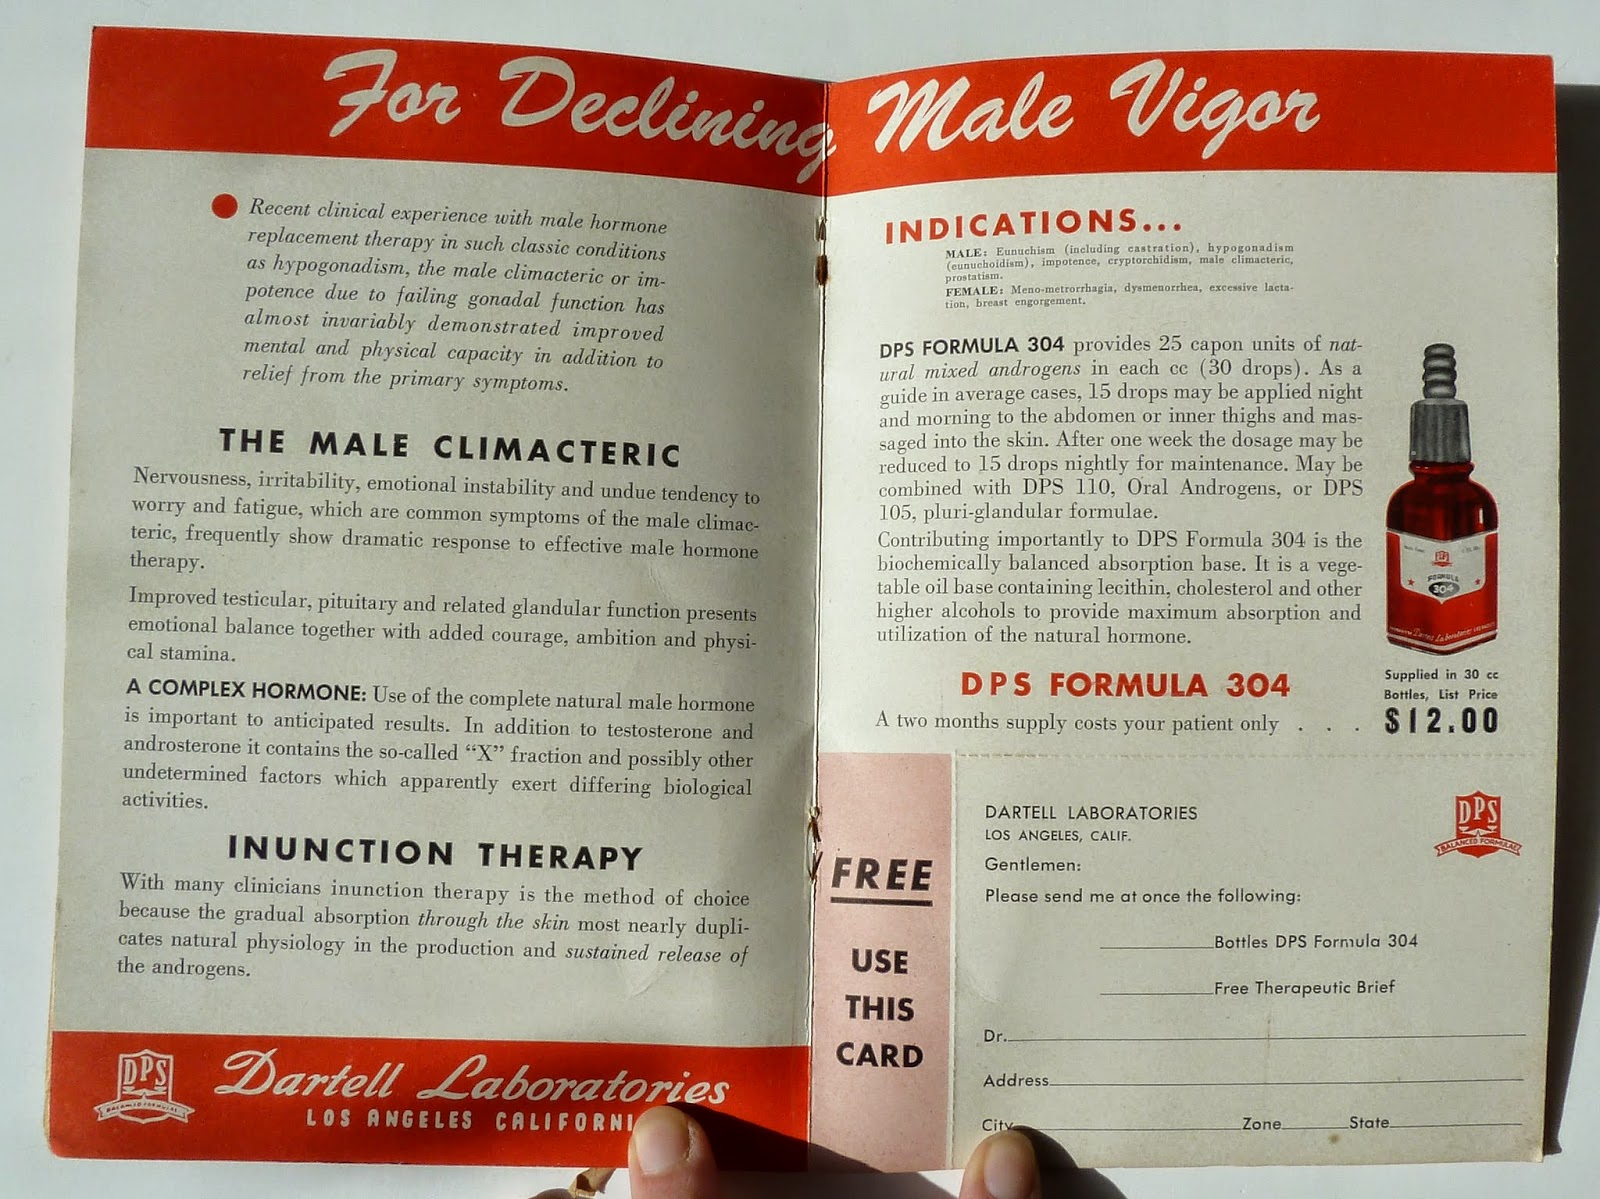 For Declining Male Vigor
Recent clinical experience with male hormone
replacement therapy in such classic conditions
as hypogonadism, the male climacteric or im-
potence due to failing gonadal function has
almost invariably demonstrated improved
mental and physical capacity in addition to
relief from the primary symptoms.
THE MALE CLIMACTERIC
Nervousness, irritability, emotional instability and undue tendency to
worry and fatigue, which are common symptoms of the male climac-
teric, frequently show dramatic response to effective male hormone
therapy.
Improved testicular, pituitary and related glandular function presents
emotional balance together with added courage, ambition and physi-
cal stamina.
A COMPLEX HORMONE: Use of the complete natural male hormone
is important to anticipated results. In addition to testosterone and
androsterone it contains the so-called “X” fraction and possibly other
undetermined factors which apparently exert differing biological
activities.
INUNCTION THERAPY
With many clinicians inunction therapy is the method of choice
because the gradual absorption through the skin most nearly dupli-
cates natural physiology in the production and sustained release of
the androgens.
DPS
BALANCED FORMULAE
Dartell Laboratories
LOS ANGELES CALIFORNI
INDICATIONS...
MALE: Eunuchism (including castration), hypogonadism
(eunuchoidism), impotence, cryptorchidism, male climacteric,
prostatism.
FEMALE: Meno-metrorrhagia, dysmenorrhea, excessive lacta-
tion, breast engorgement.
DPS FORMULA 304 provides 25 capon units of nat-
ural mixed androgens in each cc (30 drops). As a
guide in average cases, 15 drops may be applied night
and morning to the abdomen or inner thighs and mas-
saged into the skin. After one week the dosage may be
reduced to 15 drops nightly for maintenance. May be
combined with DPS 110, Oral Androgens, or DPS
105, pluri-glandular formulae.
Contributing importantly to DPS Formula 304 is the
biochemically balanced absorption base. It is a vege-
table oil base containing lecithin, cholesterol and other
higher alcohols to provide maximum absorption and
utilization of the natural hormone.
DPS
FORMULA
304
Dartell Laboratories
Supplied in 30 cc
Bottles, List Price
$12.00
DPS FORMULA 304
A two months supply costs your patient only . . .
FREE
USE
THIS
CARD
DARTELL LABORATORIES
LOS ANGELES, CALIF.
DPS
BALANCED FORMULAE
Gentlemen:
Please send me at once the following:
Bottles DPS Formula 304
Free Therapeutic Brief
Dr.
Address
City Zone State